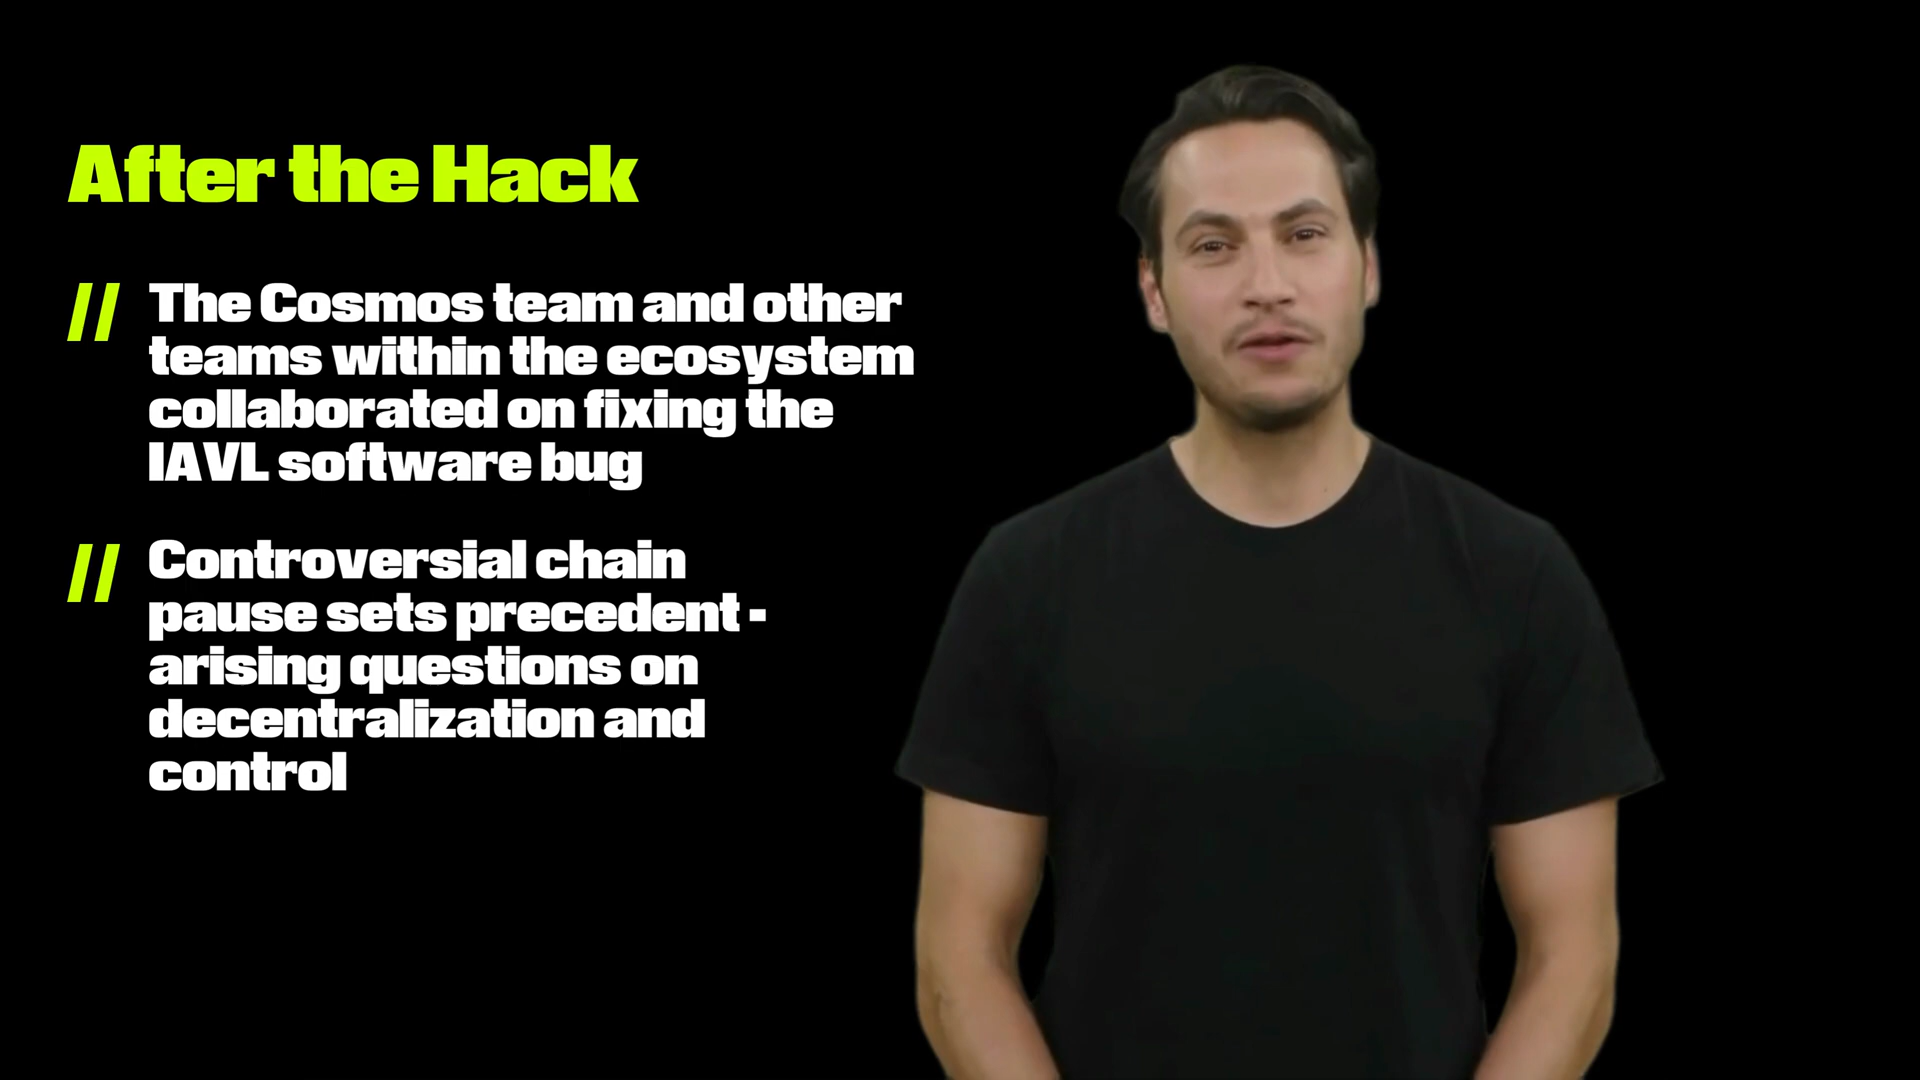 After the Hack
// The Cosmos team and other
teams within the ecosystem
collaborated on fixing the
IAVL software bug
// Controversial chain
pause sets precedent -
arising questions on
decentralization and
control